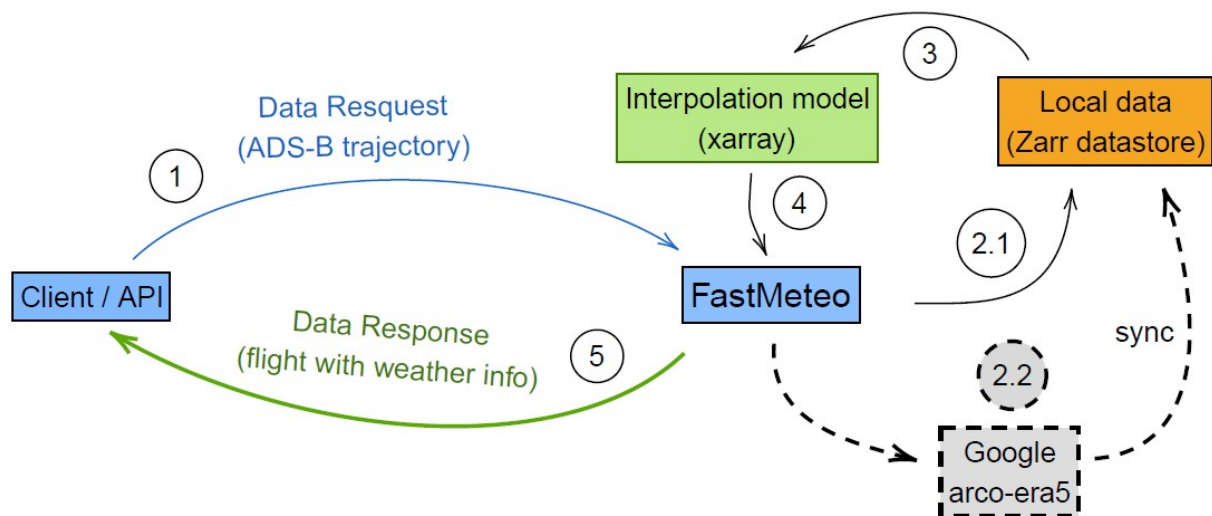 3
Interpolation model
(xarray)
Local data
(Zarr datastore)
Data Resquest
(ADS-B trajectory)
1
4
2.1
Client / API
FastMeteo
Data Response
(flight with weather info)
5
sync
2.2
Google
arco-era5